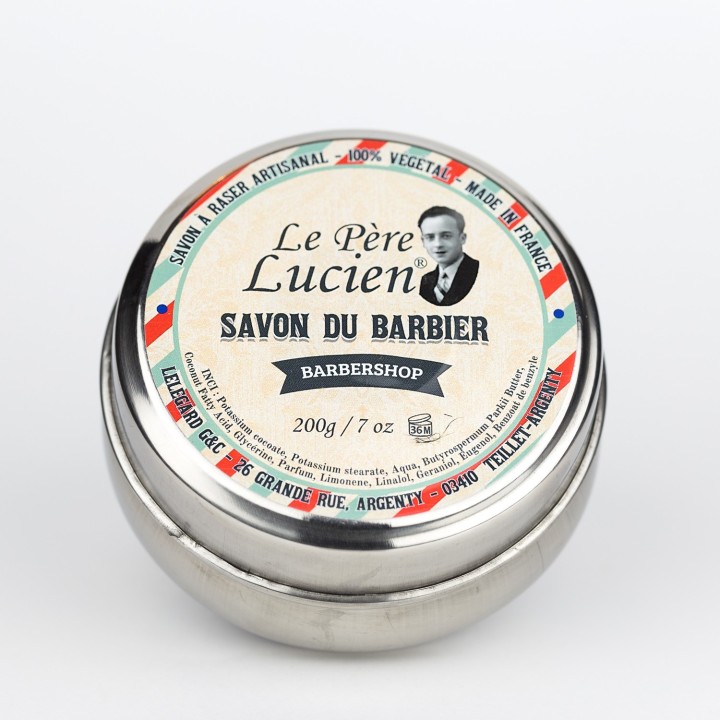 SAVON À RASER ARTISANAL - 100% VEGETAL - MADE IN FRANCE
Le Père
Lucien®
SAVON DU BARBIER
BARBERSHOP
200g / 7 oz
36M
INCI : Potassium cocoate, Potassium stearate, Aqua, Butyrospermum Parkii Butter,
Coconut Fatty Acid, Glycérine, Parfum, Limonene, Linalol, Geraniol, Eugenol, Benzoat de benzyle
LELEGARD G&C - 26 GRANDE RUE, ARGENTY - 03410 TEILLET-ARGENTY